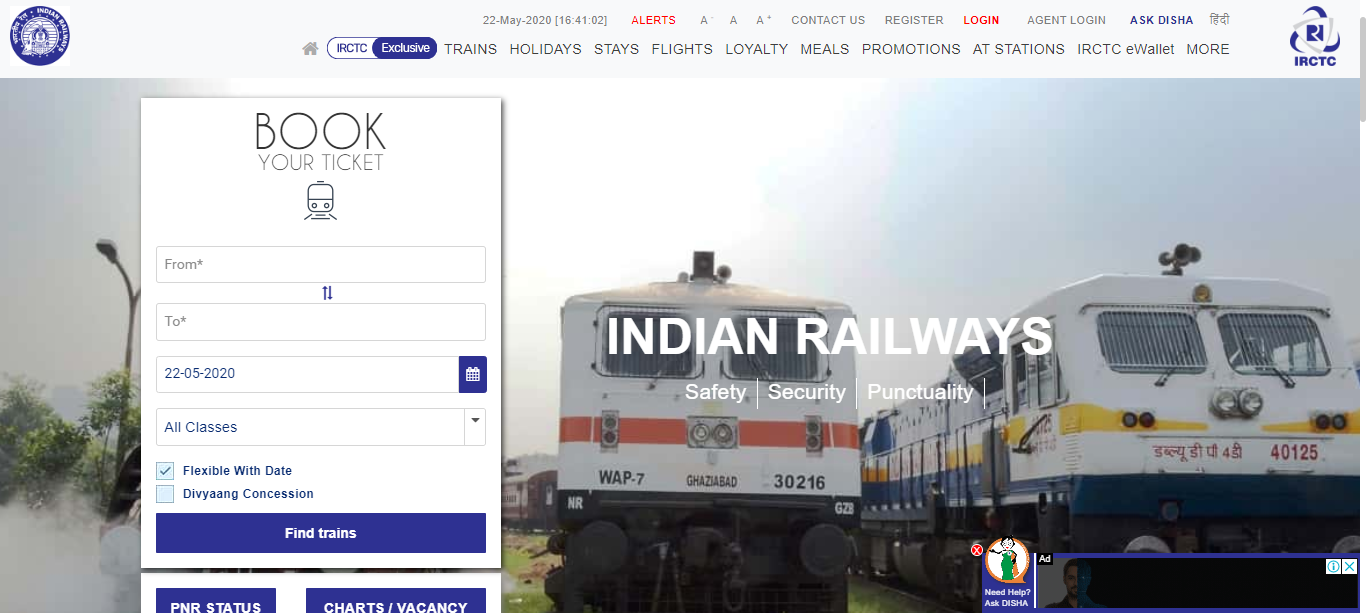 INDIAN RAILWAYS
22-May-2020 [16:41:02] ALERTS A- A A+ CONTACT US REGISTER LOGIN AGENT LOGIN ASK DISHA हिंदी
IRCTC Exclusive TRAINS HOLIDAYS STAYS FLIGHTS LOYALTY MEALS PROMOTIONS AT STATIONS IRCTC eWallet MORE
IRCTC
BOOK
YOUR TICKET
From*
To*
22-05-2020
All Classes
Flexible With Date
Divyaang Concession
Find trains
PNR STATUS CHARTS / VACANCY
INDIAN RAILWAYS
Safety Security Punctuality
WAP-7 GHAZIABAD 30216
NR GZB
डब्ल्यू डी पी 4डी 40125
Need Help?
Ask DISHA
Ad